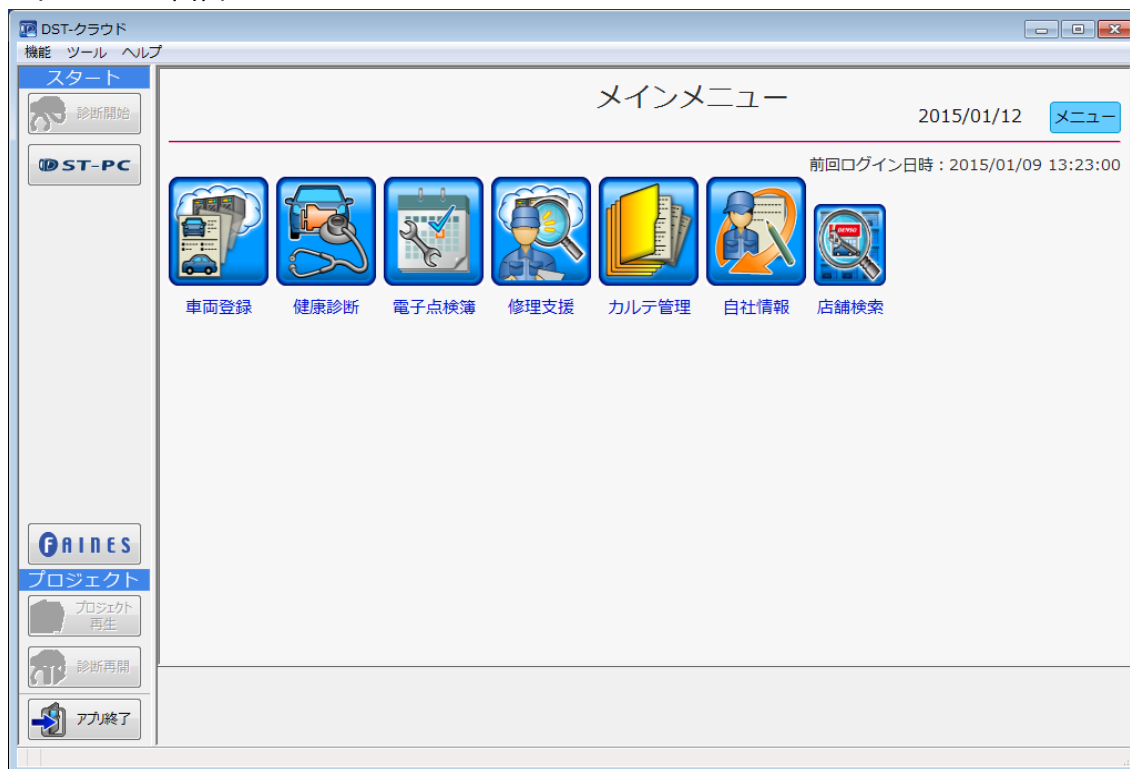 DST-クラウド
機能 ツール ヘルプ
スタート
診断開始
DST-PC
メインメニュー
2015/01/12
メニュー
前回ログイン日時：2015/01/09 13:23:00
DENSO
車両登録 健康診断 電子点検簿 修理支援 カルテ管理 自社情報 店舗検索
FAINES
プロジェクト
プロジェクト
再生
診断再開
アプリ終了